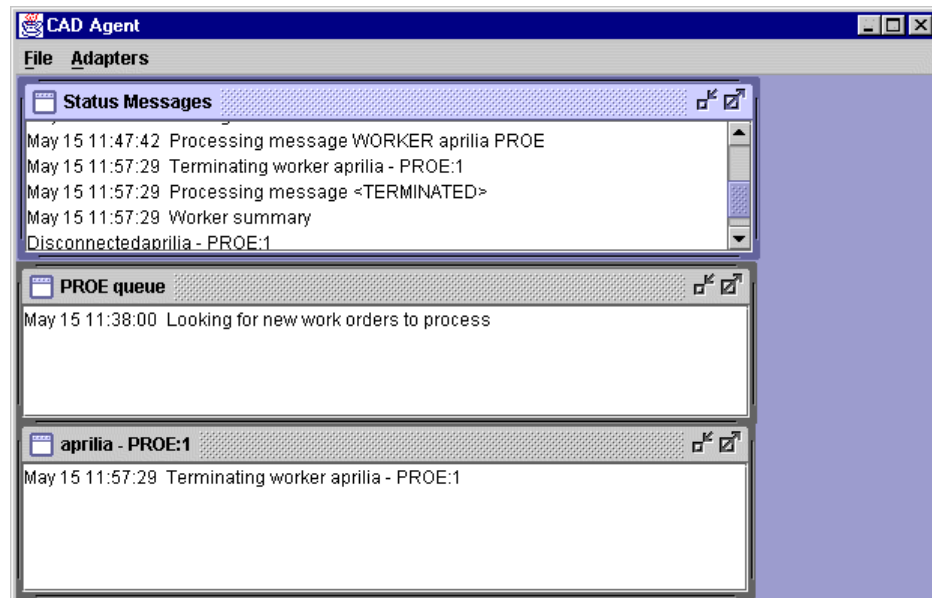 CAD Agent
File Adapters
Status Messages
May 15 11:47:42 Processing message WORKER aprilia PROE
May 15 11:57:29 Terminating worker aprilia - PROE:1
May 15 11:57:29 Processing message <TERMINATED>
May 15 11:57:29 Worker summary
Disconnectedaprilia - PROE:1
PROE queue
May 15 11:38:00 Looking for new work orders to process
aprilia - PROE:1
May 15 11:57:29 Terminating worker aprilia - PROE:1